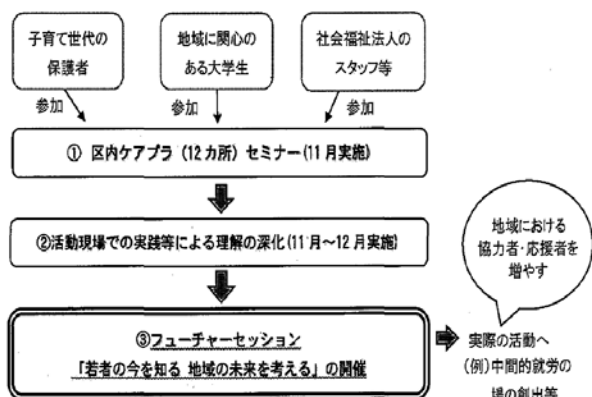 子育て世代の
保護者
地域に関心の
ある大学生
社会福祉法人の
スタッフ等
参加
参加
参加
① 区内ケアプラ（12カ所）セミナー(11月実施)
②活動現場での実践等による理解の深化(11月～12月実施)
地域における
協力者・応援者を
増やす
③フューチャーセッション
「若者の今を知る 地域の未来を考える」の開催
実際の活動へ
(例)中間的就労の
場の創出等